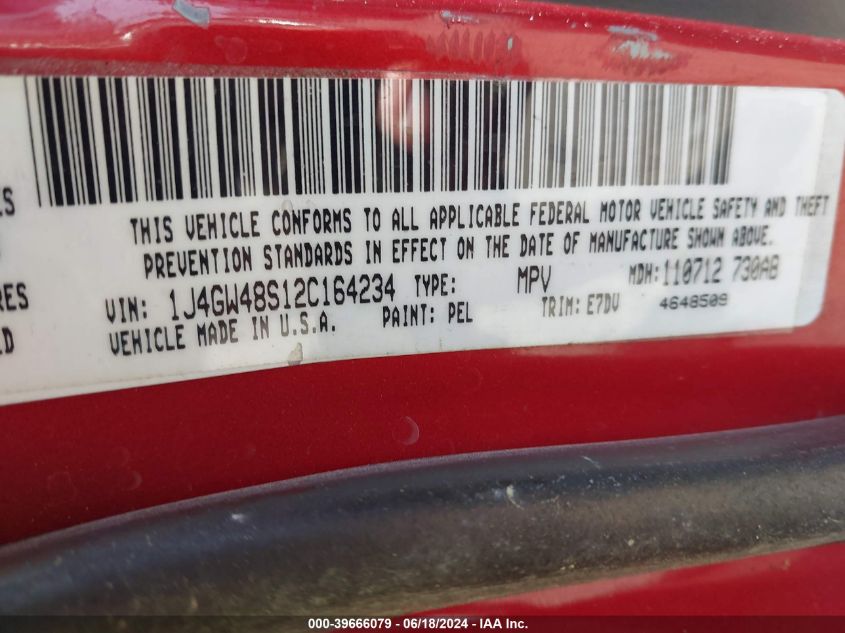 THIS VEHICLE CONFORMS TO ALL APPLICABLE FEDERAL MOTOR VEHICLE SAFETY AND THEFT
PREVENTION STANDARDS IN EFFECT ON THE DATE OF MANUFACTURE SHOWN ABOVE.
VIN: 1J4GW48S12C164234 TYPE: MPV MDH:110712 730AB
VEHICLE MADE IN U.S.A. PAINT: PEL TRIM: E7DV 4648509
000-39666079 - 06/18/2024 - IAA Inc.